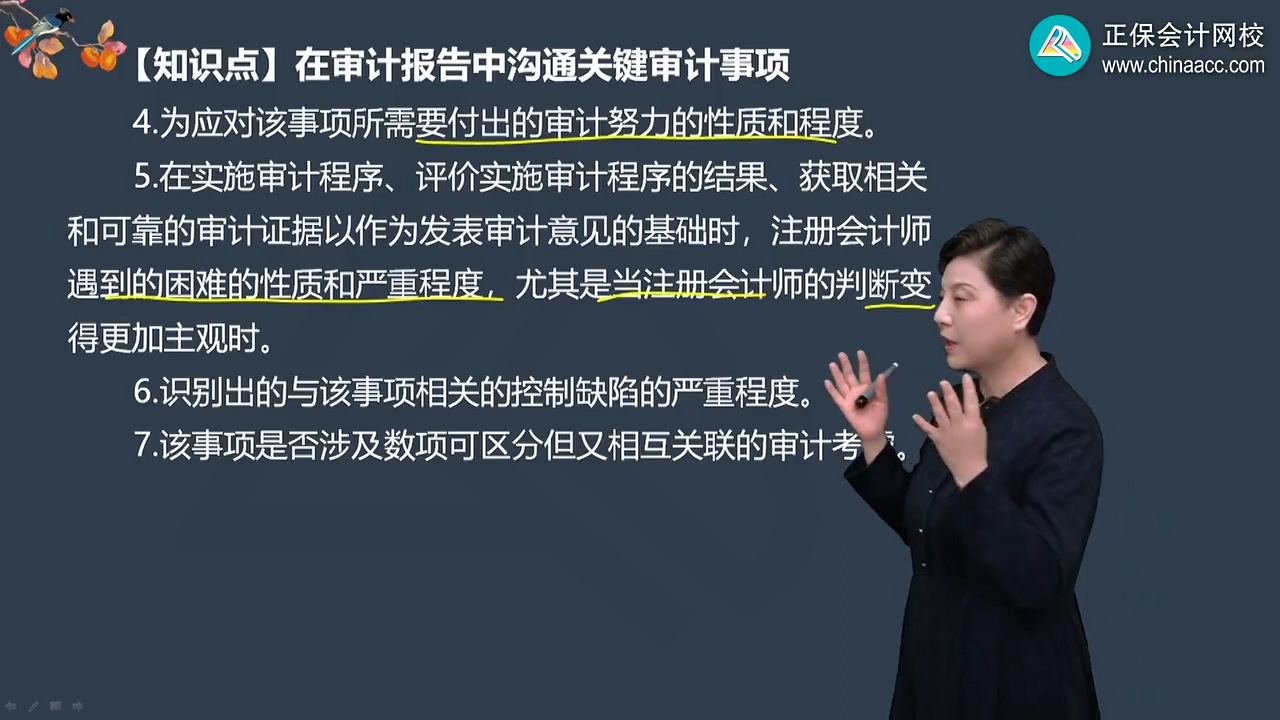 正保会计网校
www.chinaacc.com
【知识点】在审计报告中沟通关键审计事项
4.为应对该事项所需要付出的审计努力的性质和程度。
5.在实施审计程序、评价实施审计程序的结果、获取相关
和可靠的审计证据以作为发表审计意见的基础时，注册会计师
遇到的困难的性质和严重程度，尤其是当注册会计师的判断变
得更加主观时。
6.识别出的与该事项相关的控制缺陷的严重程度。
7.该事项是否涉及数项可区分但又相互关联的审计考。